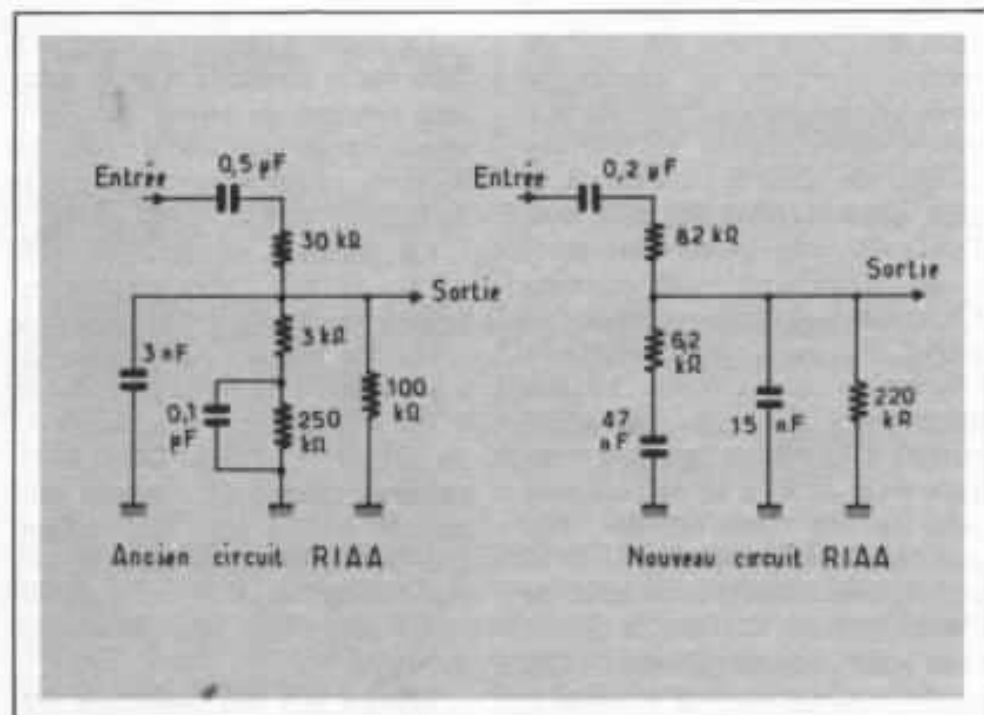 Entrée
0,5 µF
30 kΩ
Sortie
3 nF
3 kΩ
0,1
µF
250
kΩ
100
kΩ
Ancien circuit RIAA
Entrée
0,2 µF
82 kΩ
Sortie
6,2
kΩ
47
nF
15 nF
220
kΩ
Nouveau circuit RIAA